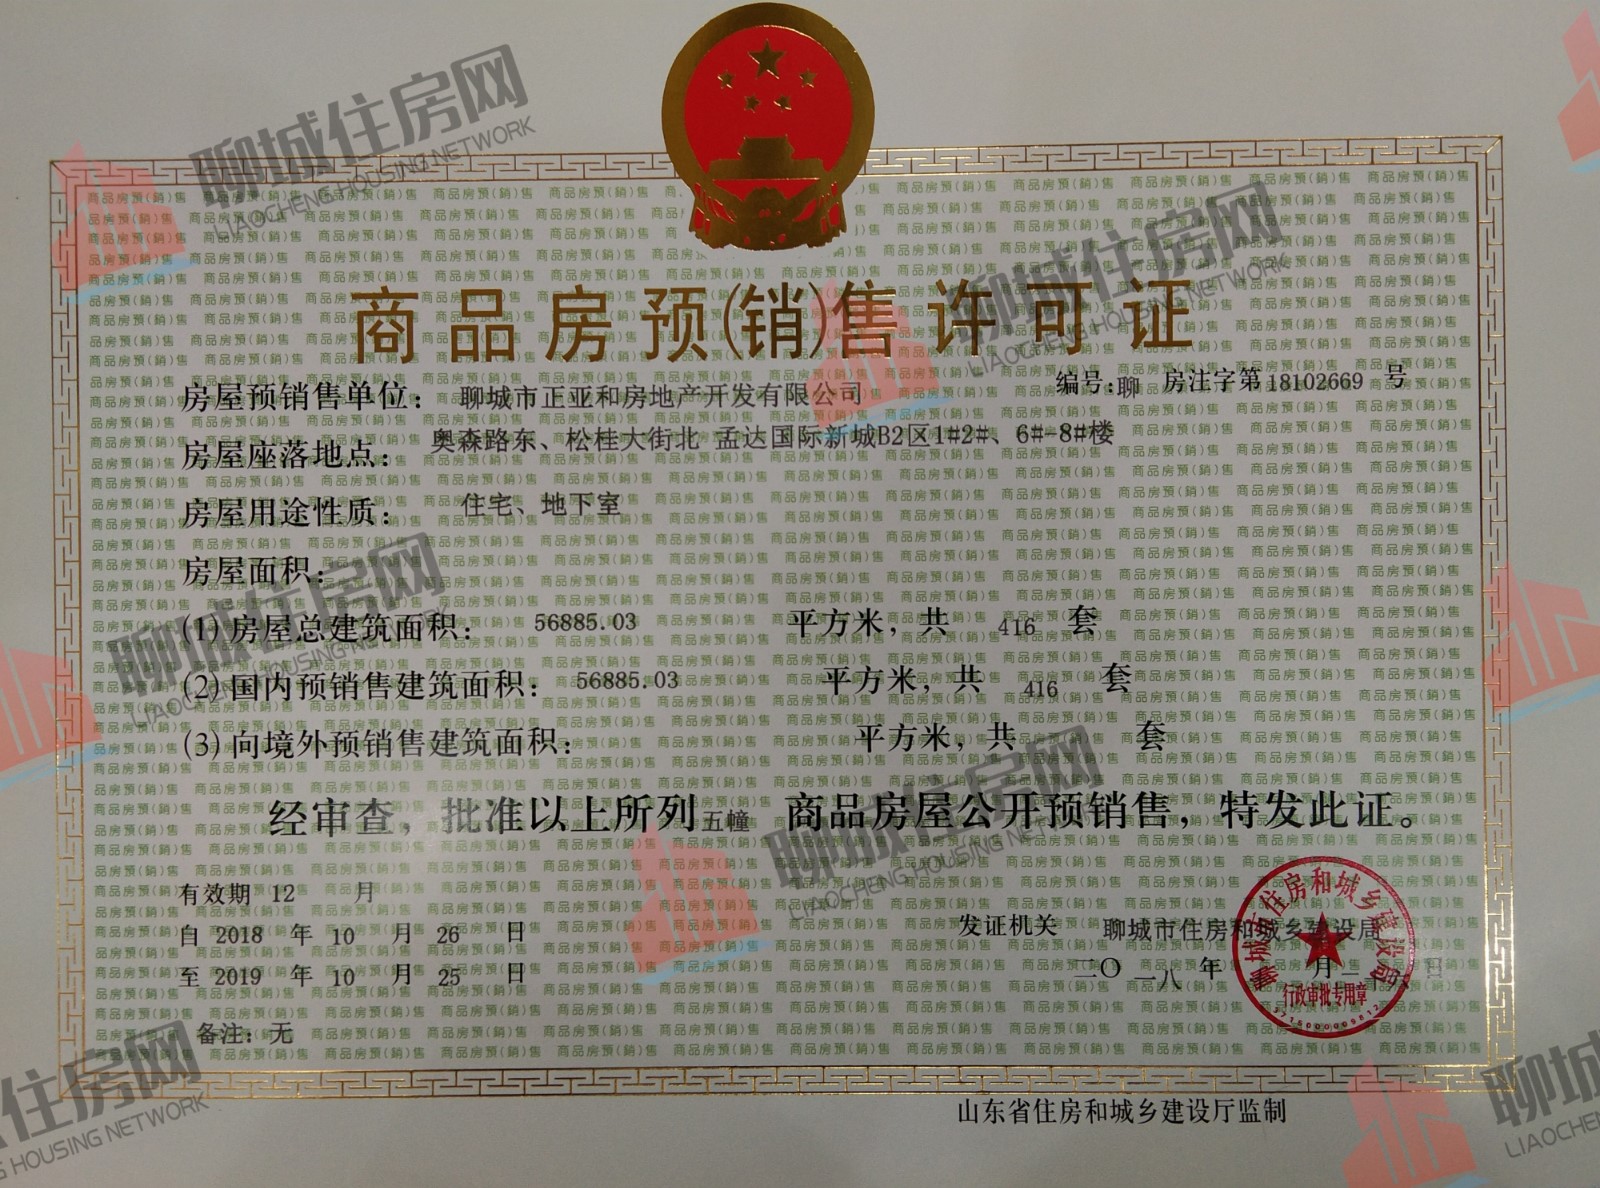 商品房预(销)售许可证
编号:聊 房注字第18102669 号
房屋预销售单位: 聊城市正亚和房地产开发有限公司
房屋座落地点: 奥森路东、松桂大街北 孟达国际新城B2区1#2#、6#-8#楼
房屋用途性质: 住宅、地下室
房屋面积:
(1)房屋总建筑面积: 56885.03 平方米,共 416 套
(2)国内预销售建筑面积: 56885.03 平方米,共 416 套
(3)向境外预销售建筑面积: 平方米,共 套
经审查,批准以上所列五幢 商品房屋公开预销售,特发此证。
有效期 12 月
自 2018 年 10 月 26 日
至 2019 年 10 月 25 日
备注: 无
发证机关 聊城市住房和城乡建设局
二〇一八 年 月 日
聊城市住房和城乡建设局
行政审批专用章
山东省住房和城乡建设厅监制
聊城住房网
LIAOCHENG HOUSING NETWORK